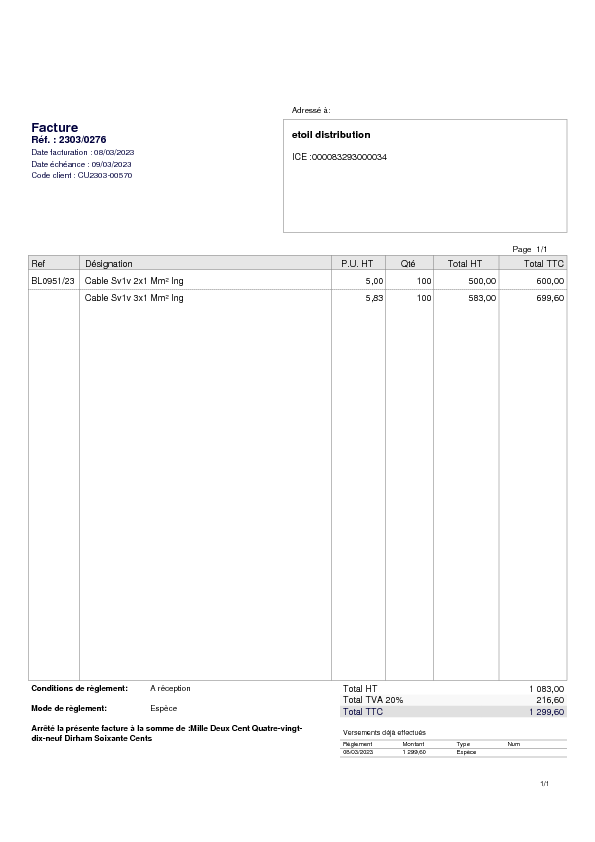 Adressé à:
Facture
Réf. : 2303/0276
Date facturation : 08/03/2023
Date échéance : 09/03/2023
Code client : CU2303-00570
etoil distribution
ICE :000083293000034
Page 1/1
Ref Désignation P.U. HT Qté Total HT Total TTC
BL0951/23 Cable Sv1v 2x1 Mm² Ing 5,00 100 500,00 600,00
Cable Sv1v 3x1 Mm² Ing 5,83 100 583,00 699,60
Conditions de règlement: A réception
Mode de règlement: Espèce
Arrêté la présente facture à la somme de :Mille Deux Cent Quatre-vingt-
dix-neuf Dirham Soixante Cents
Total HT 1 083,00
Total TVA 20% 216,60
Total TTC 1 299,60
Versements déjà effectués
Règlement Montant Type Num
08/03/2023 1 299,60 Espèce
1/1